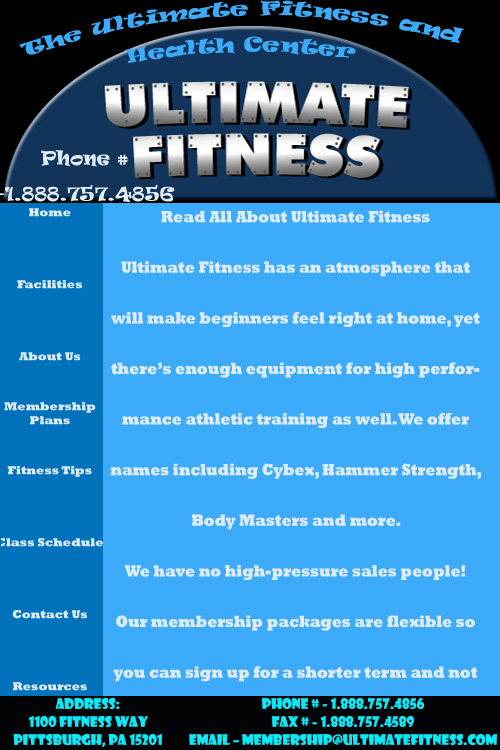 The Ultimate Fitness and
Health Center
ULTIMATE
FITNESS
Phone #
-1.888.757.4856
Home
Facilities
About Us
Membership
Plans
Fitness Tips
Class Schedule
Contact Us
Resources
Read All About Ultimate Fitness
Ultimate Fitness has an atmosphere that
will make beginners feel right at home, yet
there's enough equipment for high perfor-
mance athletic training as well. We offer
names including Cybex, Hammer Strength,
Body Masters and more.
We have no high-pressure sales people!
Our membership packages are flexible so
you can sign up for a shorter term and not
ADDRESS:
1100 FITNESS WAY
PITTSBURGH, PA 15201
PHONE # - 1.888.757.4856
FAX # - 1.888.757.4589
EMAIL - MEMBERSHIP@ULTIMATEFITNESS.COM